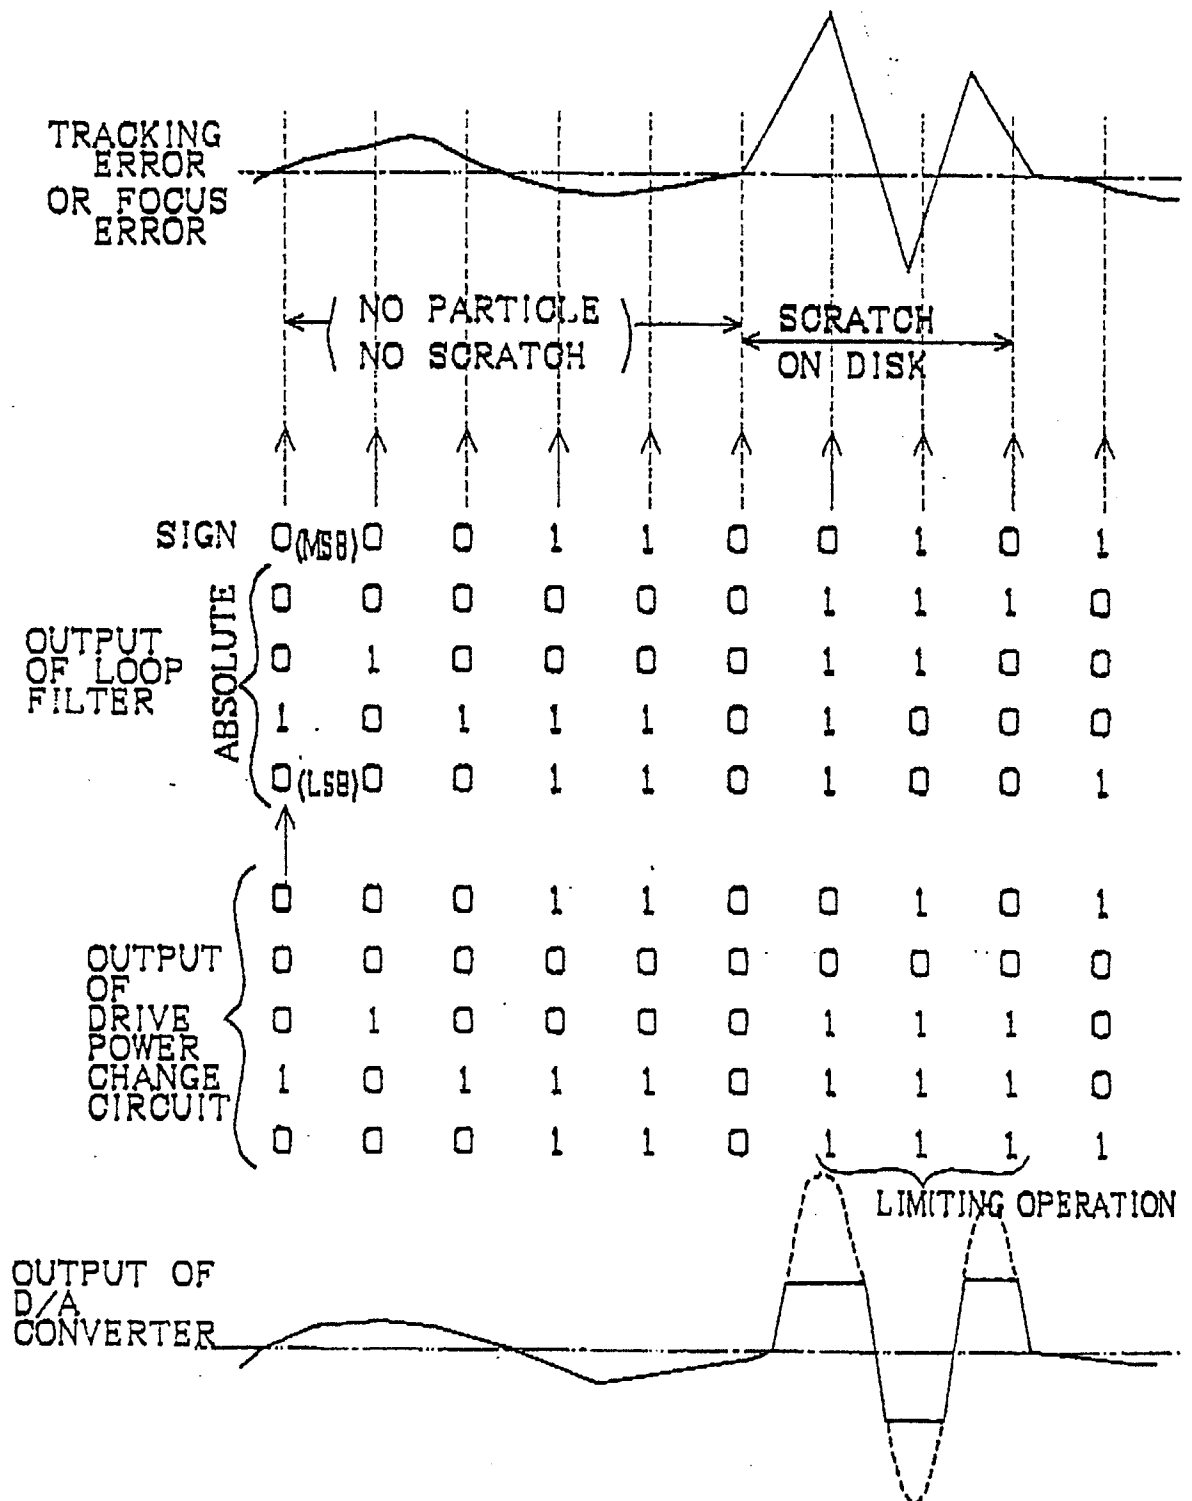 TRACKING
ERROR
OR FOCUS
ERROR
NO PARTICLE
NO SCRATCH
SCRATCH
ON DISK
SIGN 0(MSB) 0 0 1 1 0 0 1 0 1
0 0 0 0 0 0 1 1 1 0
0 1 0 0 0 0 1 1 0 0
1 0 1 1 1 0 1 0 0 0
0(LSB) 0 0 1 1 0 1 0 0 1
ABSOLUTE
OUTPUT
OF LOOP
FILTER
0 0 0 1 1 0 0 1 0 1
0 0 0 0 0 0 0 0 0 0
0 1 0 0 0 0 1 1 1 0
1 0 1 1 1 0 1 1 1 0
0 0 0 1 1 0 1 1 1 1
OUTPUT
OF
DRIVE
POWER
CHANGE
CIRCUIT
LIMITING OPERATION
OUTPUT OF
D/A
CONVERTER